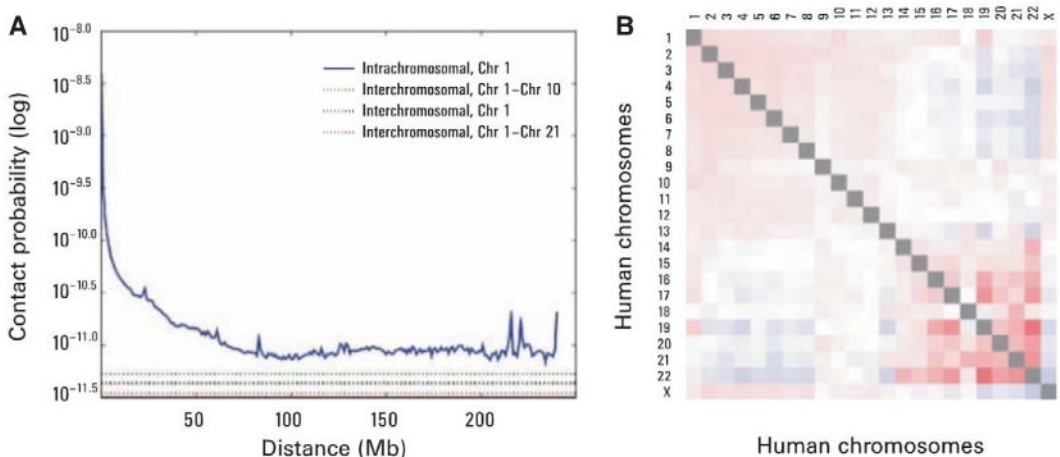 A
Contact probability (log)
10^–8.0
10^–8.5
10^–9.0
10^–9.5
10^–10.0
10^–10.5
10^–11.0
10^–11.5
Intrachromosomal, Chr 1
Interchromosomal, Chr 1–Chr 10
Interchromosomal, Chr 1
Interchromosomal, Chr 1–Chr 21
50 100 150 200
Distance (Mb)
B
1 2 3 4 5 6 7 8 9 10 11 12 13 14 15 16 17 18 19 20 21 22 X
Human chromosomes
1
2
3
4
5
6
7
8
9
10
11
12
13
14
15
16
17
18
19
20
21
22
X
Human chromosomes